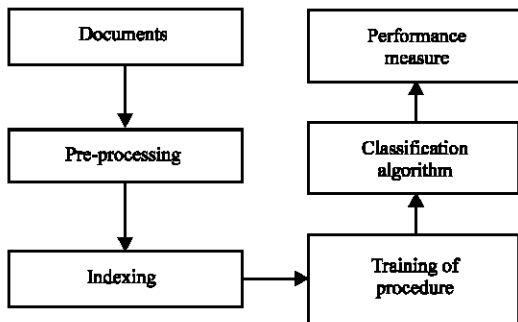 Documents
Pre-processing
Indexing
Training of
procedure
Classification
algorithm
Performance
measure